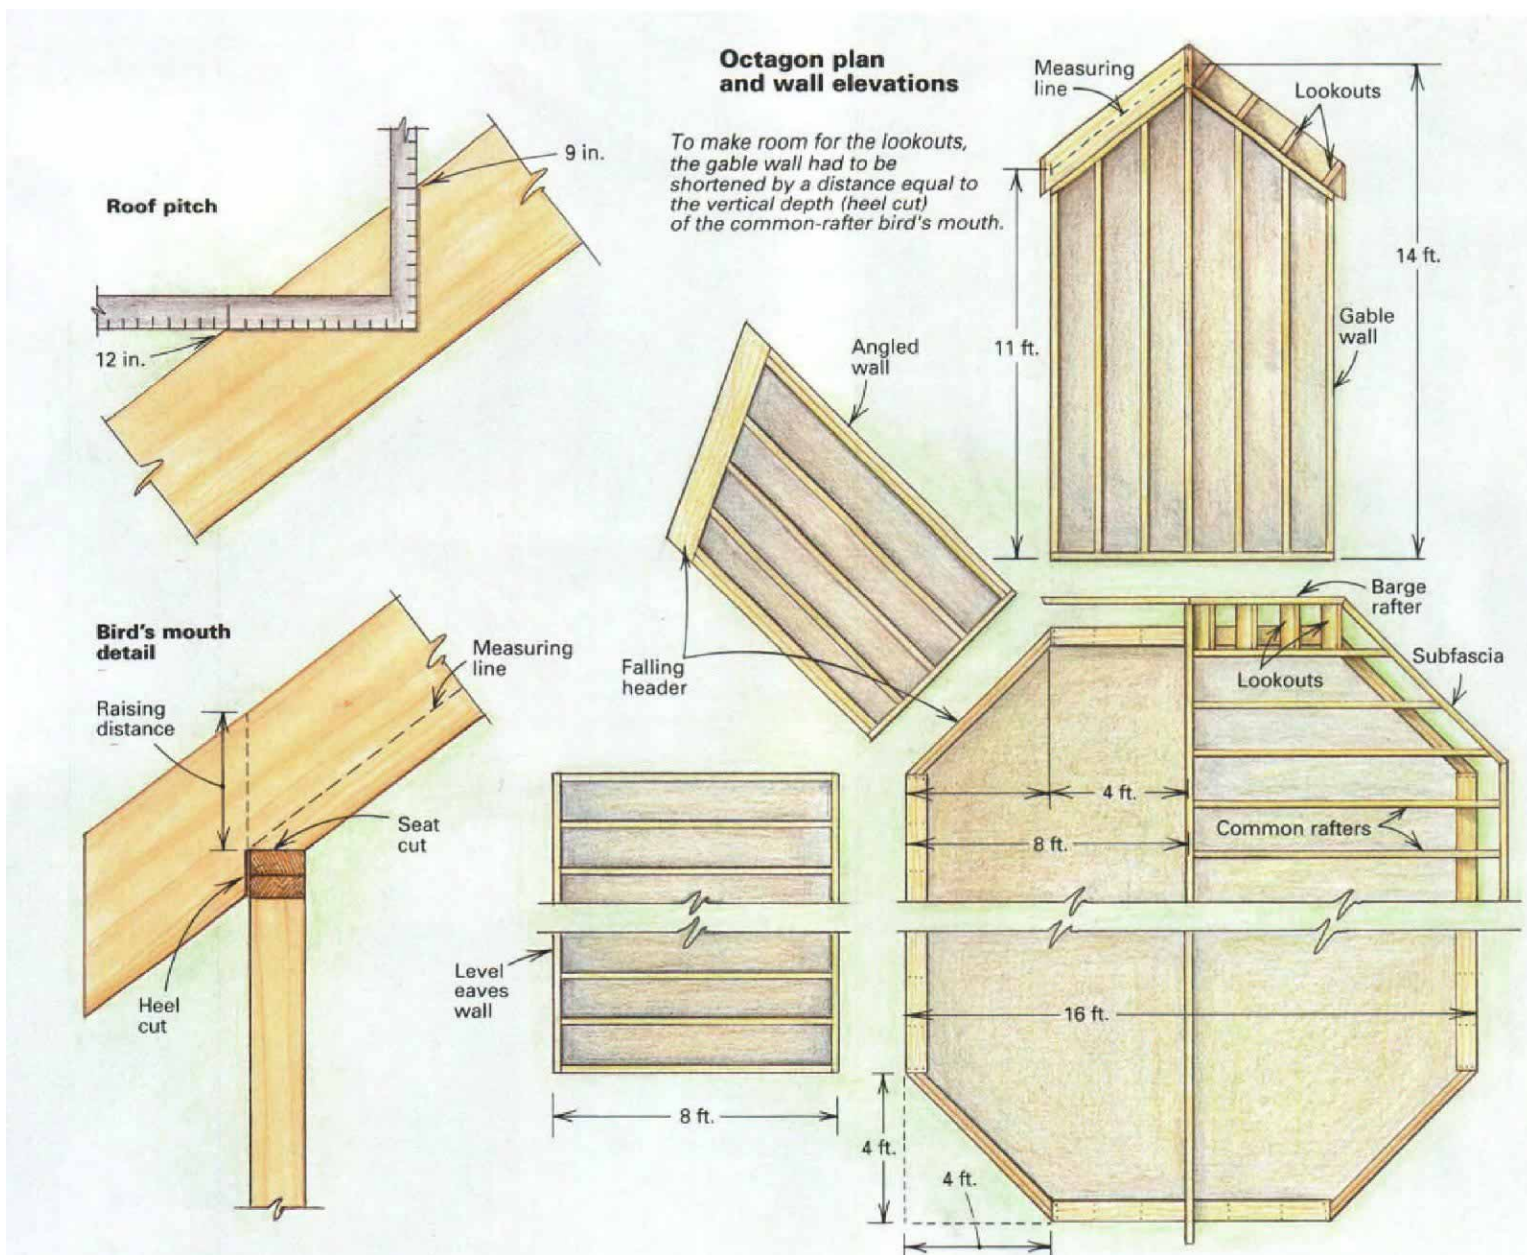 Octagon plan
and wall elevations
To make room for the lookouts,
the gable wall had to be
shortened by a distance equal to
the vertical depth (heel cut)
of the common-rafter bird's mouth.
Measuring
line
Lookouts
14 ft.
11 ft.
Gable
wall
Roof pitch
9 in.
12 in.
Angled
wall
Falling
header
Barge
rafter
Subfascia
Lookouts
4 ft.
8 ft.
Common rafters
16 ft.
4 ft.
4 ft.
4 ft.
Bird's mouth
detail
Measuring
line
Raising
distance
Seat
cut
Heel
cut
Level
eaves
wall
8 ft.